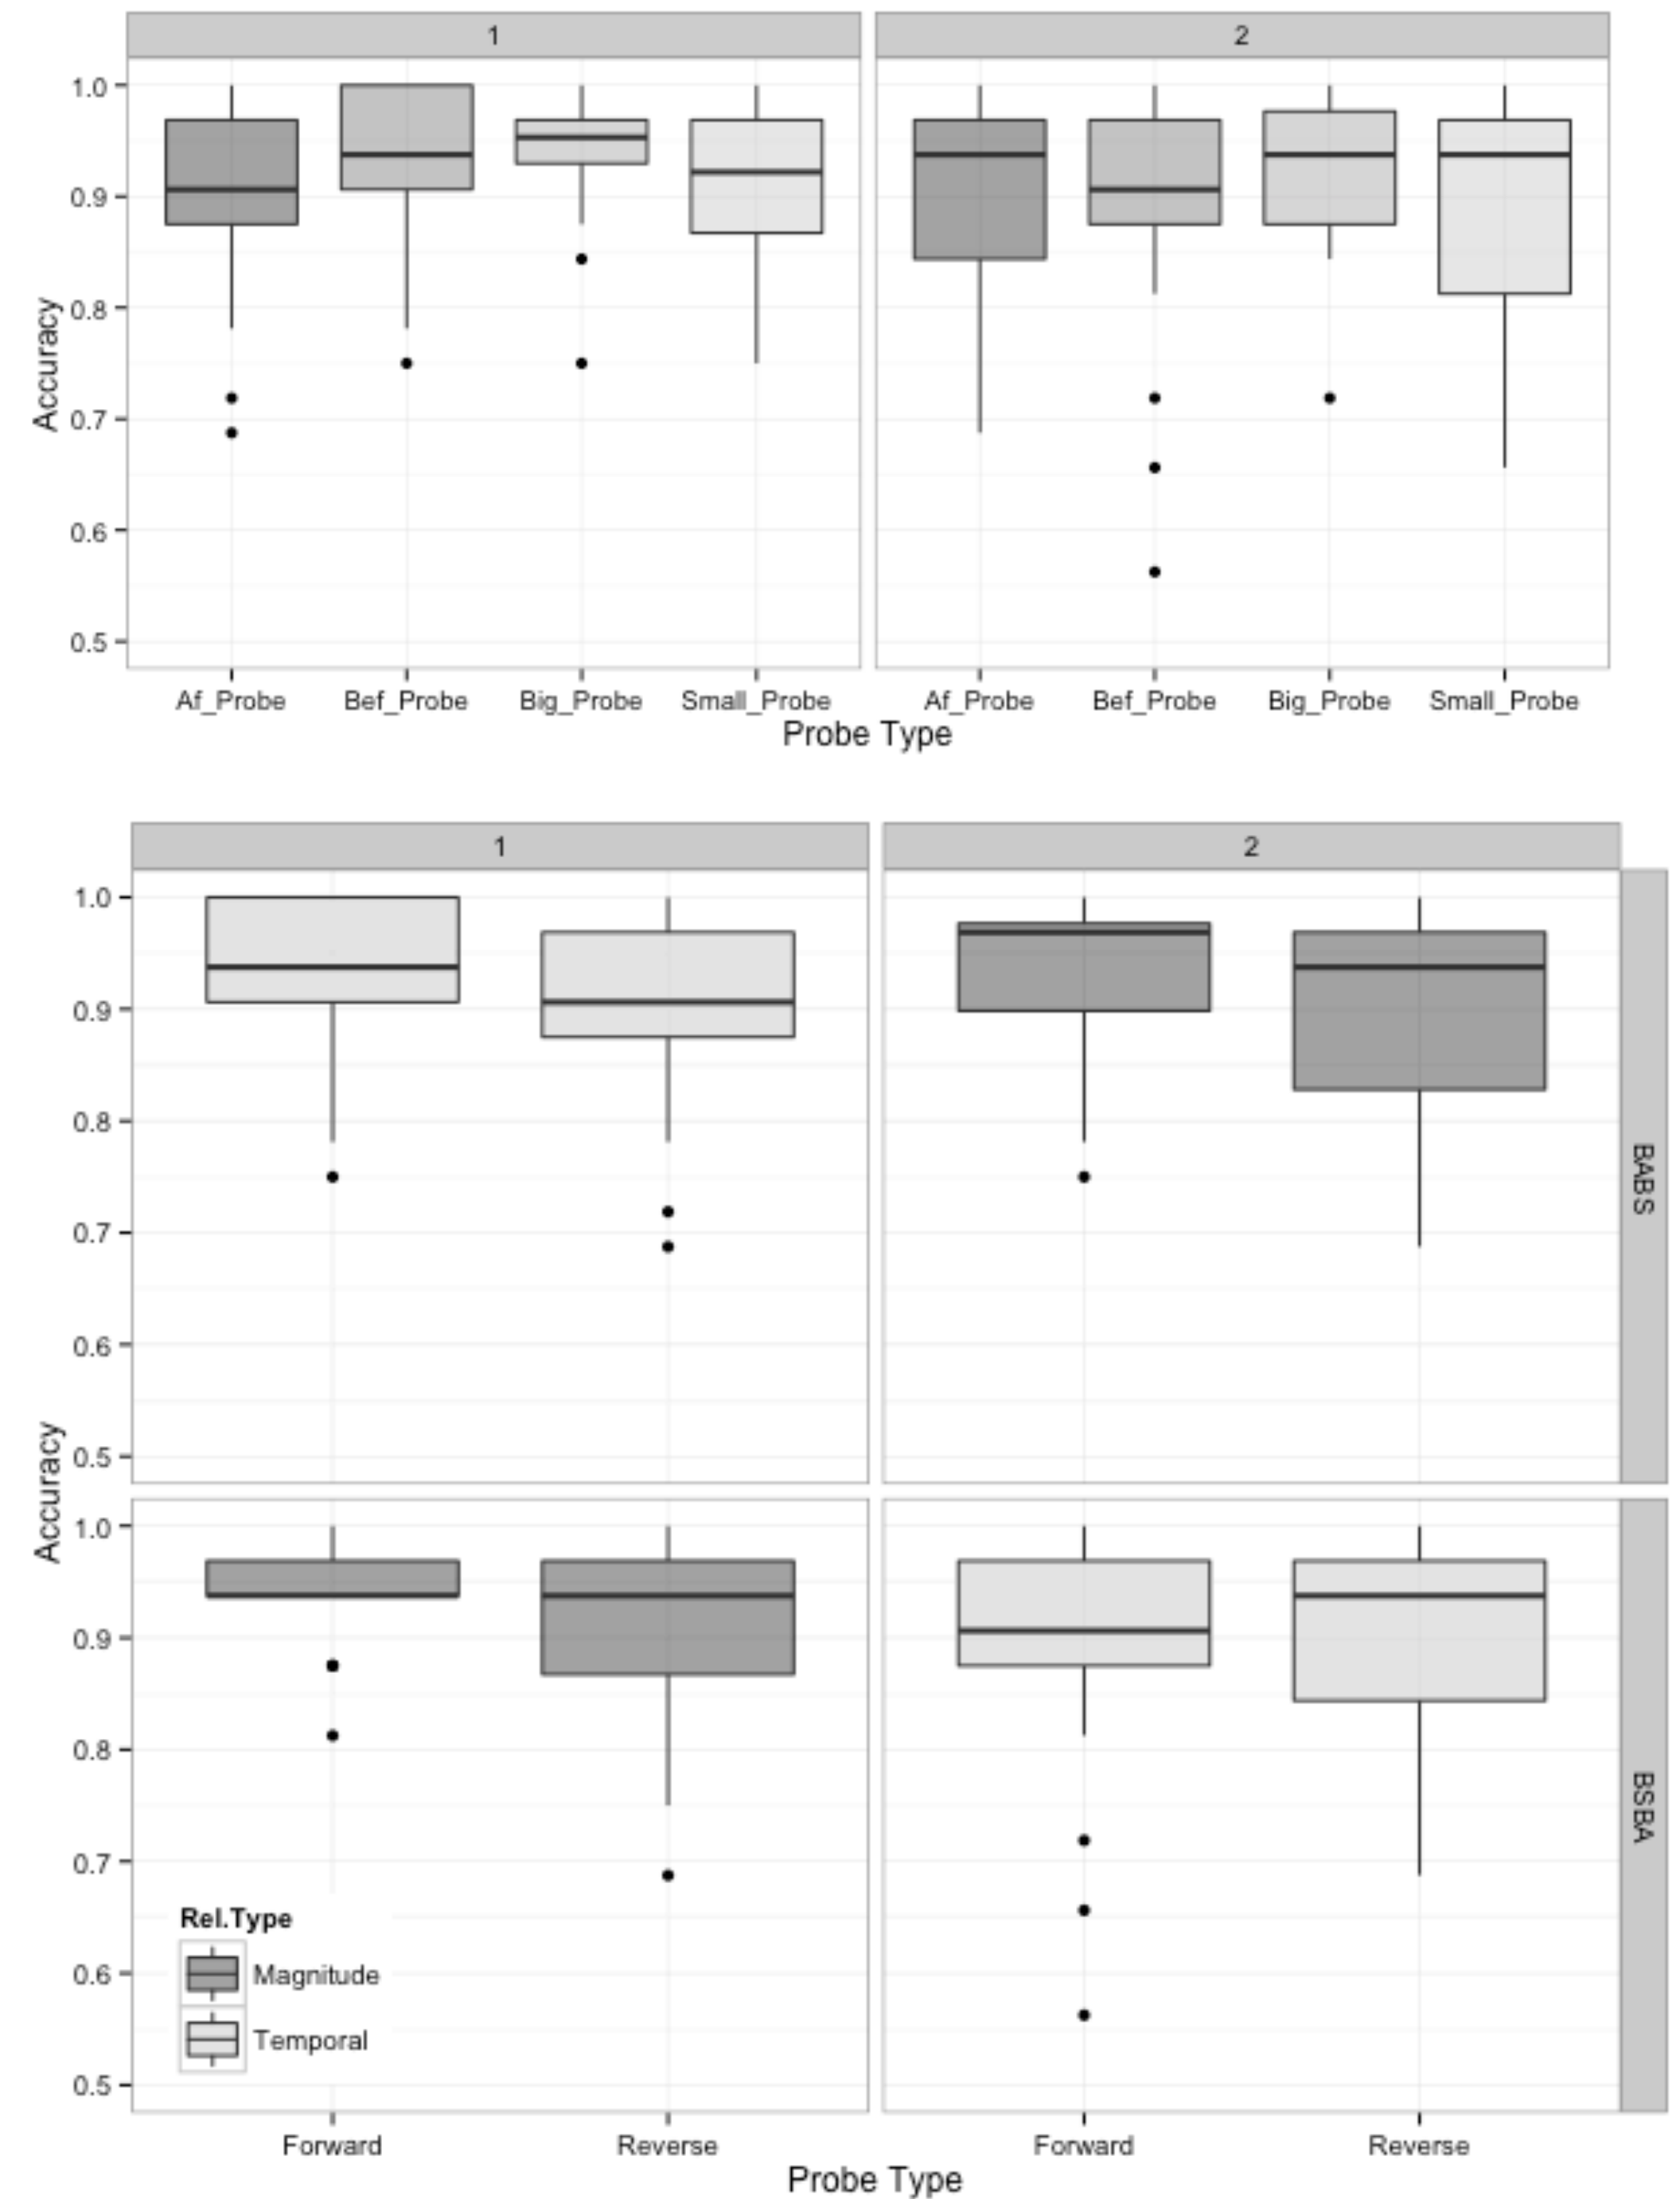 1 2
1.0
0.9
0.8
0.7
0.6
0.5
Accuracy
Af_Probe Bef_Probe Big_Probe Small_Probe Af_Probe Bef_Probe Big_Probe Small_Probe
Probe Type
1 2
1.0
0.9
0.8
0.7
0.6
0.5
BABS
Accuracy
1.0
0.9
0.8
0.7
0.6
0.5
BSBA
Rel.Type
Magnitude
Temporal
Forward Reverse Forward Reverse
Probe Type